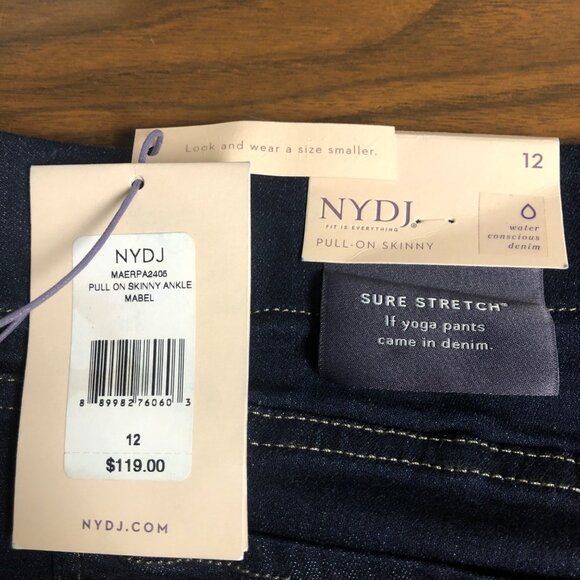 Look and wear a size smaller.
12
NYDJ®
FIT IS EVERYTHING
PULL-ON SKINNY
water
conscious
denim
SURE STRETCH™
If yoga pants
came in denim.
NYDJ
MAERPA2405
PULL ON SKINNY ANKLE
MABEL
8 89982 76060 3
12
$119.00
NYDJ.COM